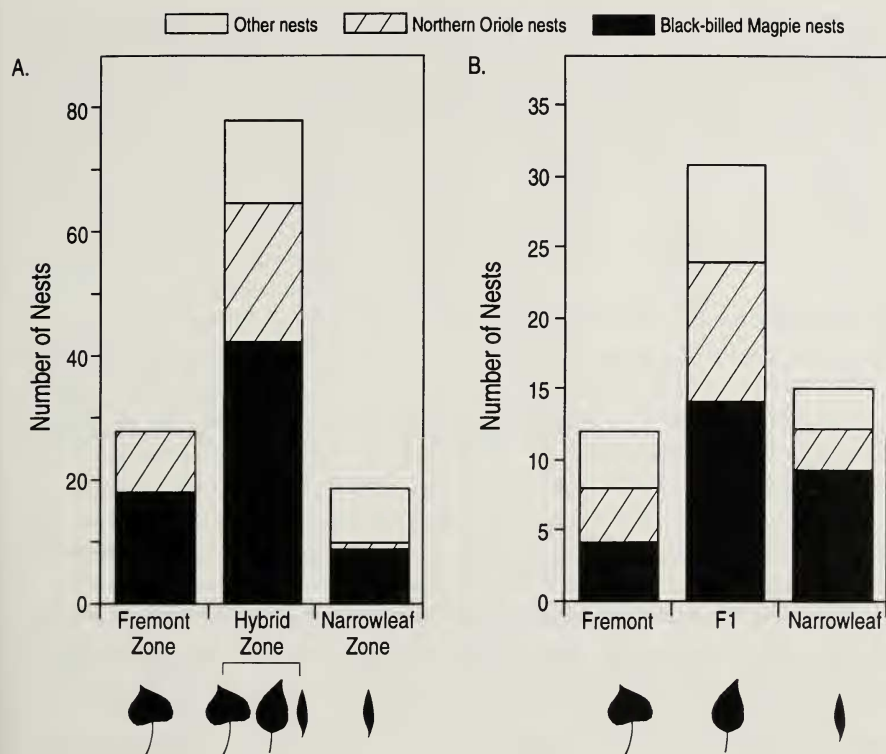 Other nests Northern Oriole nests Black-billed Magpie nests
A.
Number of Nests
80
60
40
20
0
Fremont Zone
Hybrid Zone
Narrowleaf Zone
B.
Number of Nests
35
30
25
20
15
10
5
0
Fremont F1 Narrowleaf